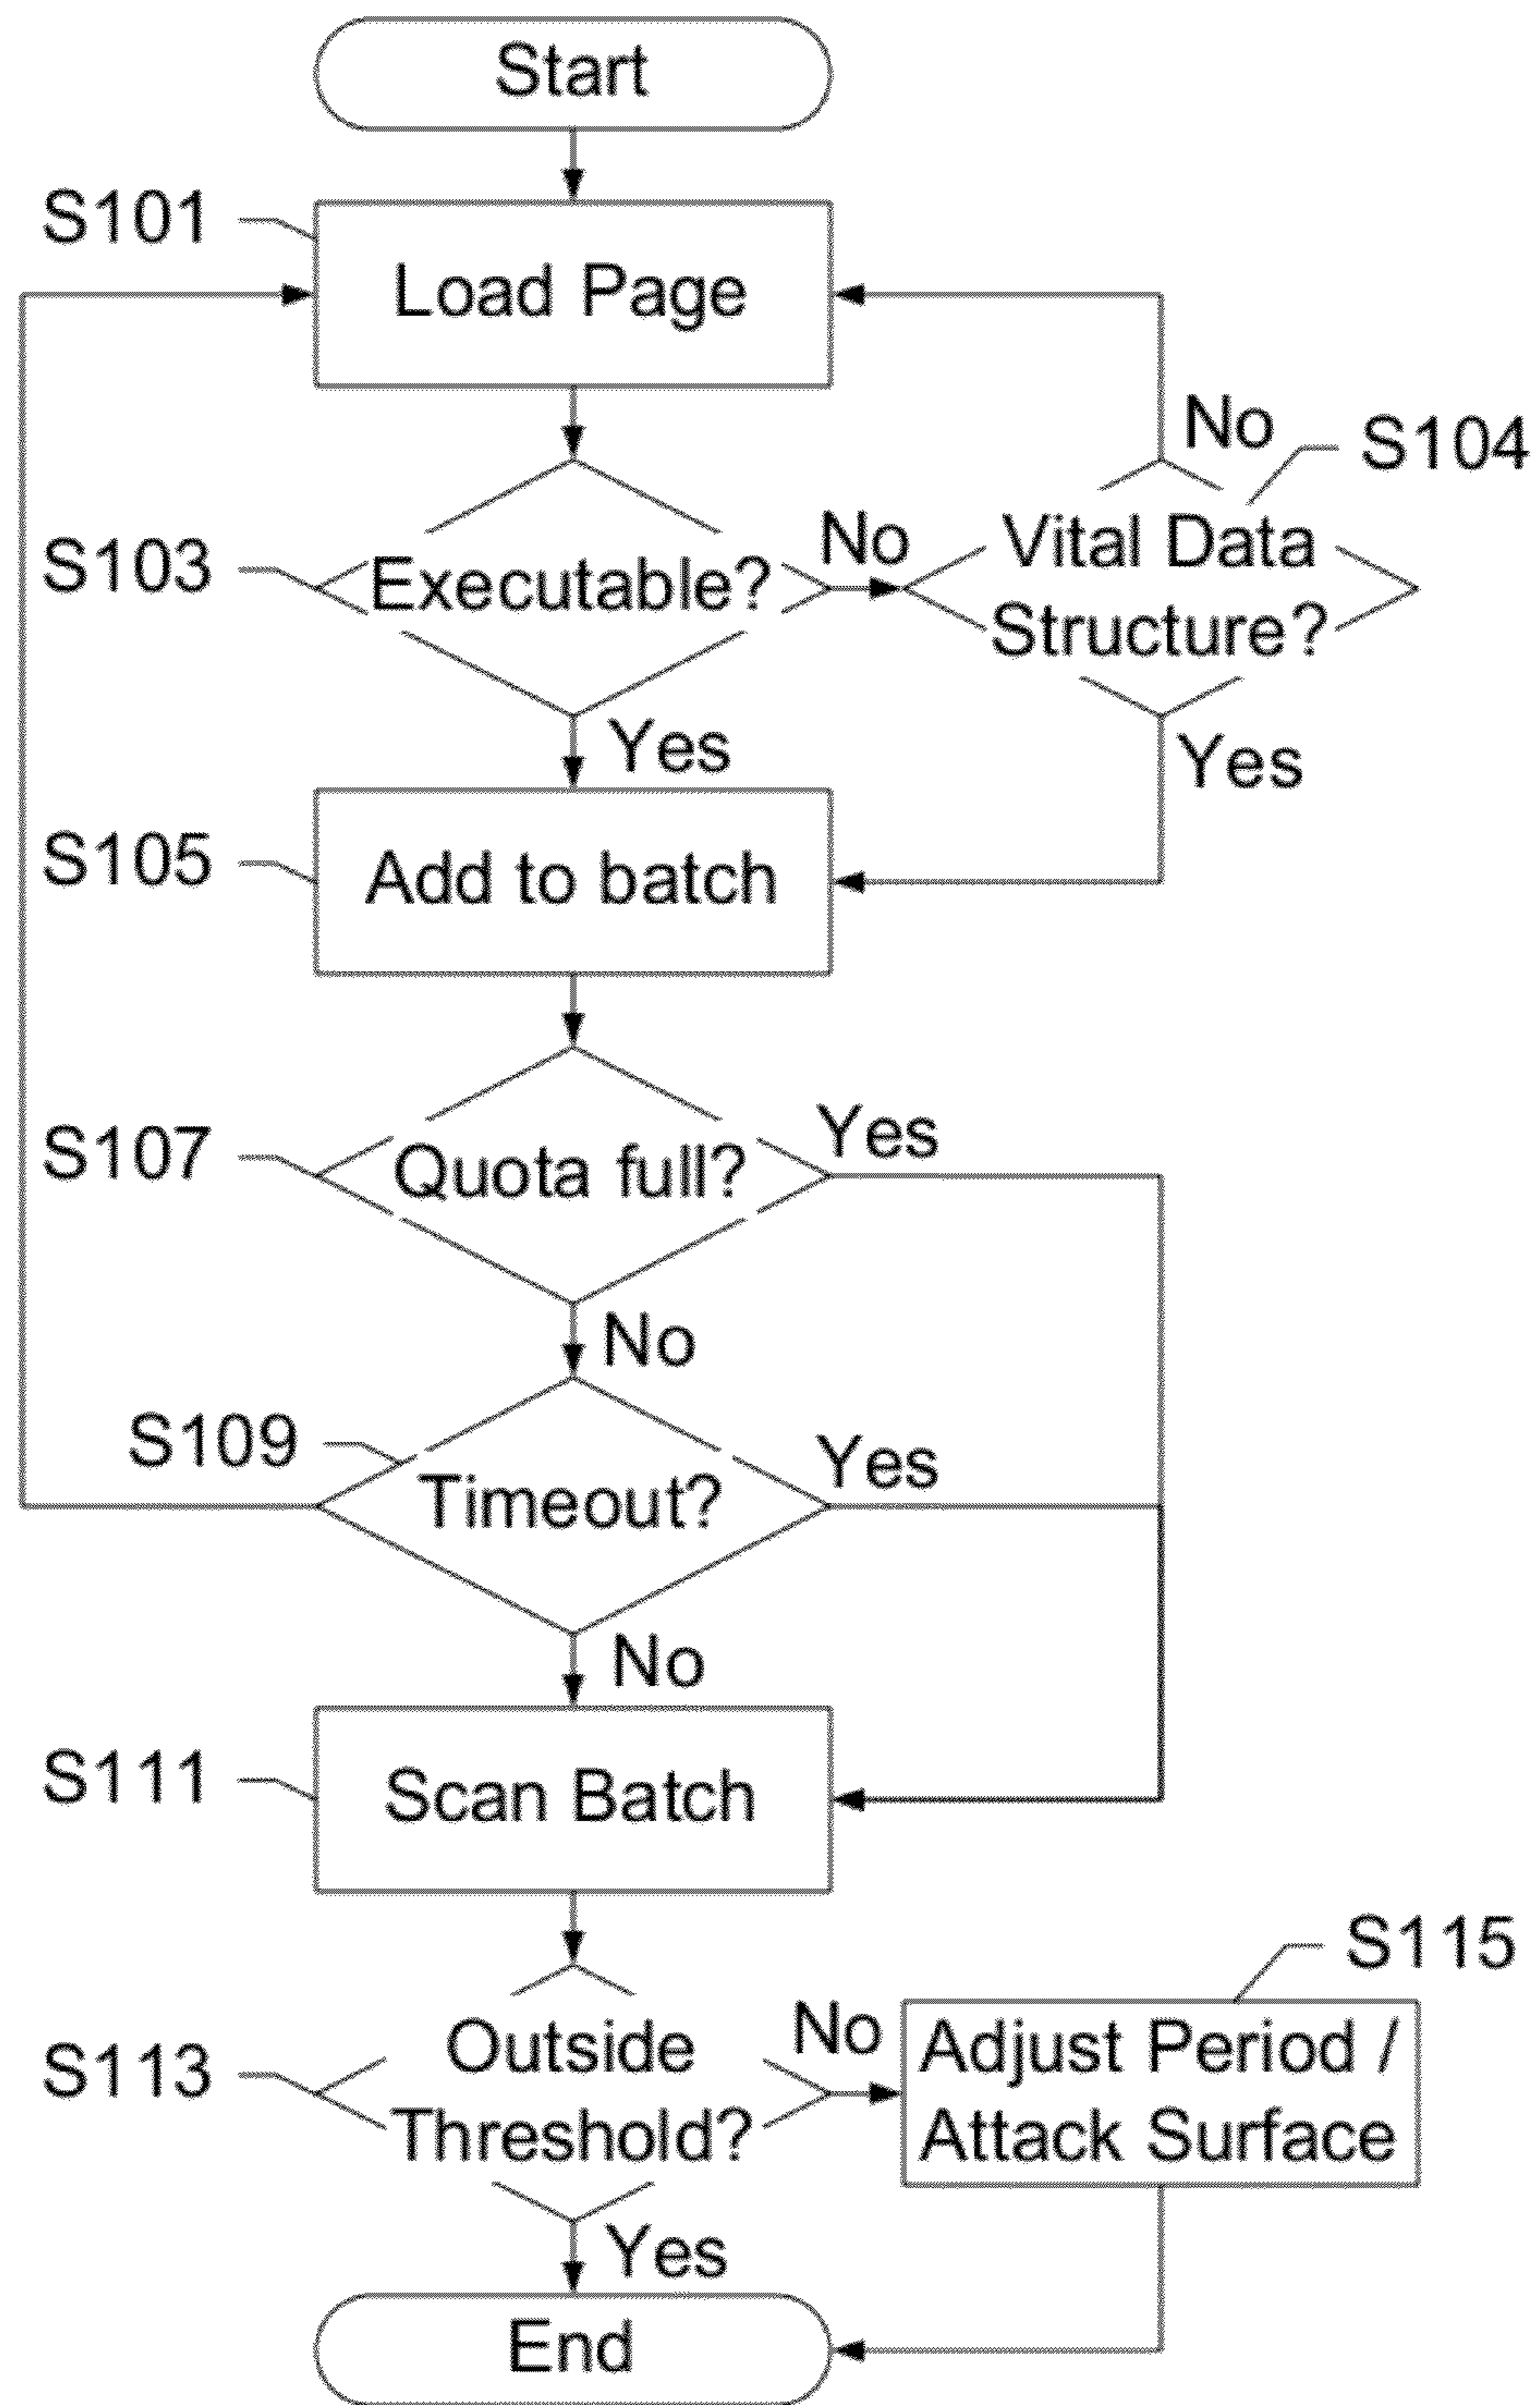 Start
S101
Load Page
No
S104
S103
Executable?
No
Vital Data
Structure?
Yes
Yes
S105
Add to batch
S107
Quota full?
Yes
No
S109
Timeout?
Yes
No
S111
Scan Batch
S115
S113
Outside
Threshold?
No
Adjust Period /
Attack Surface
Yes
End